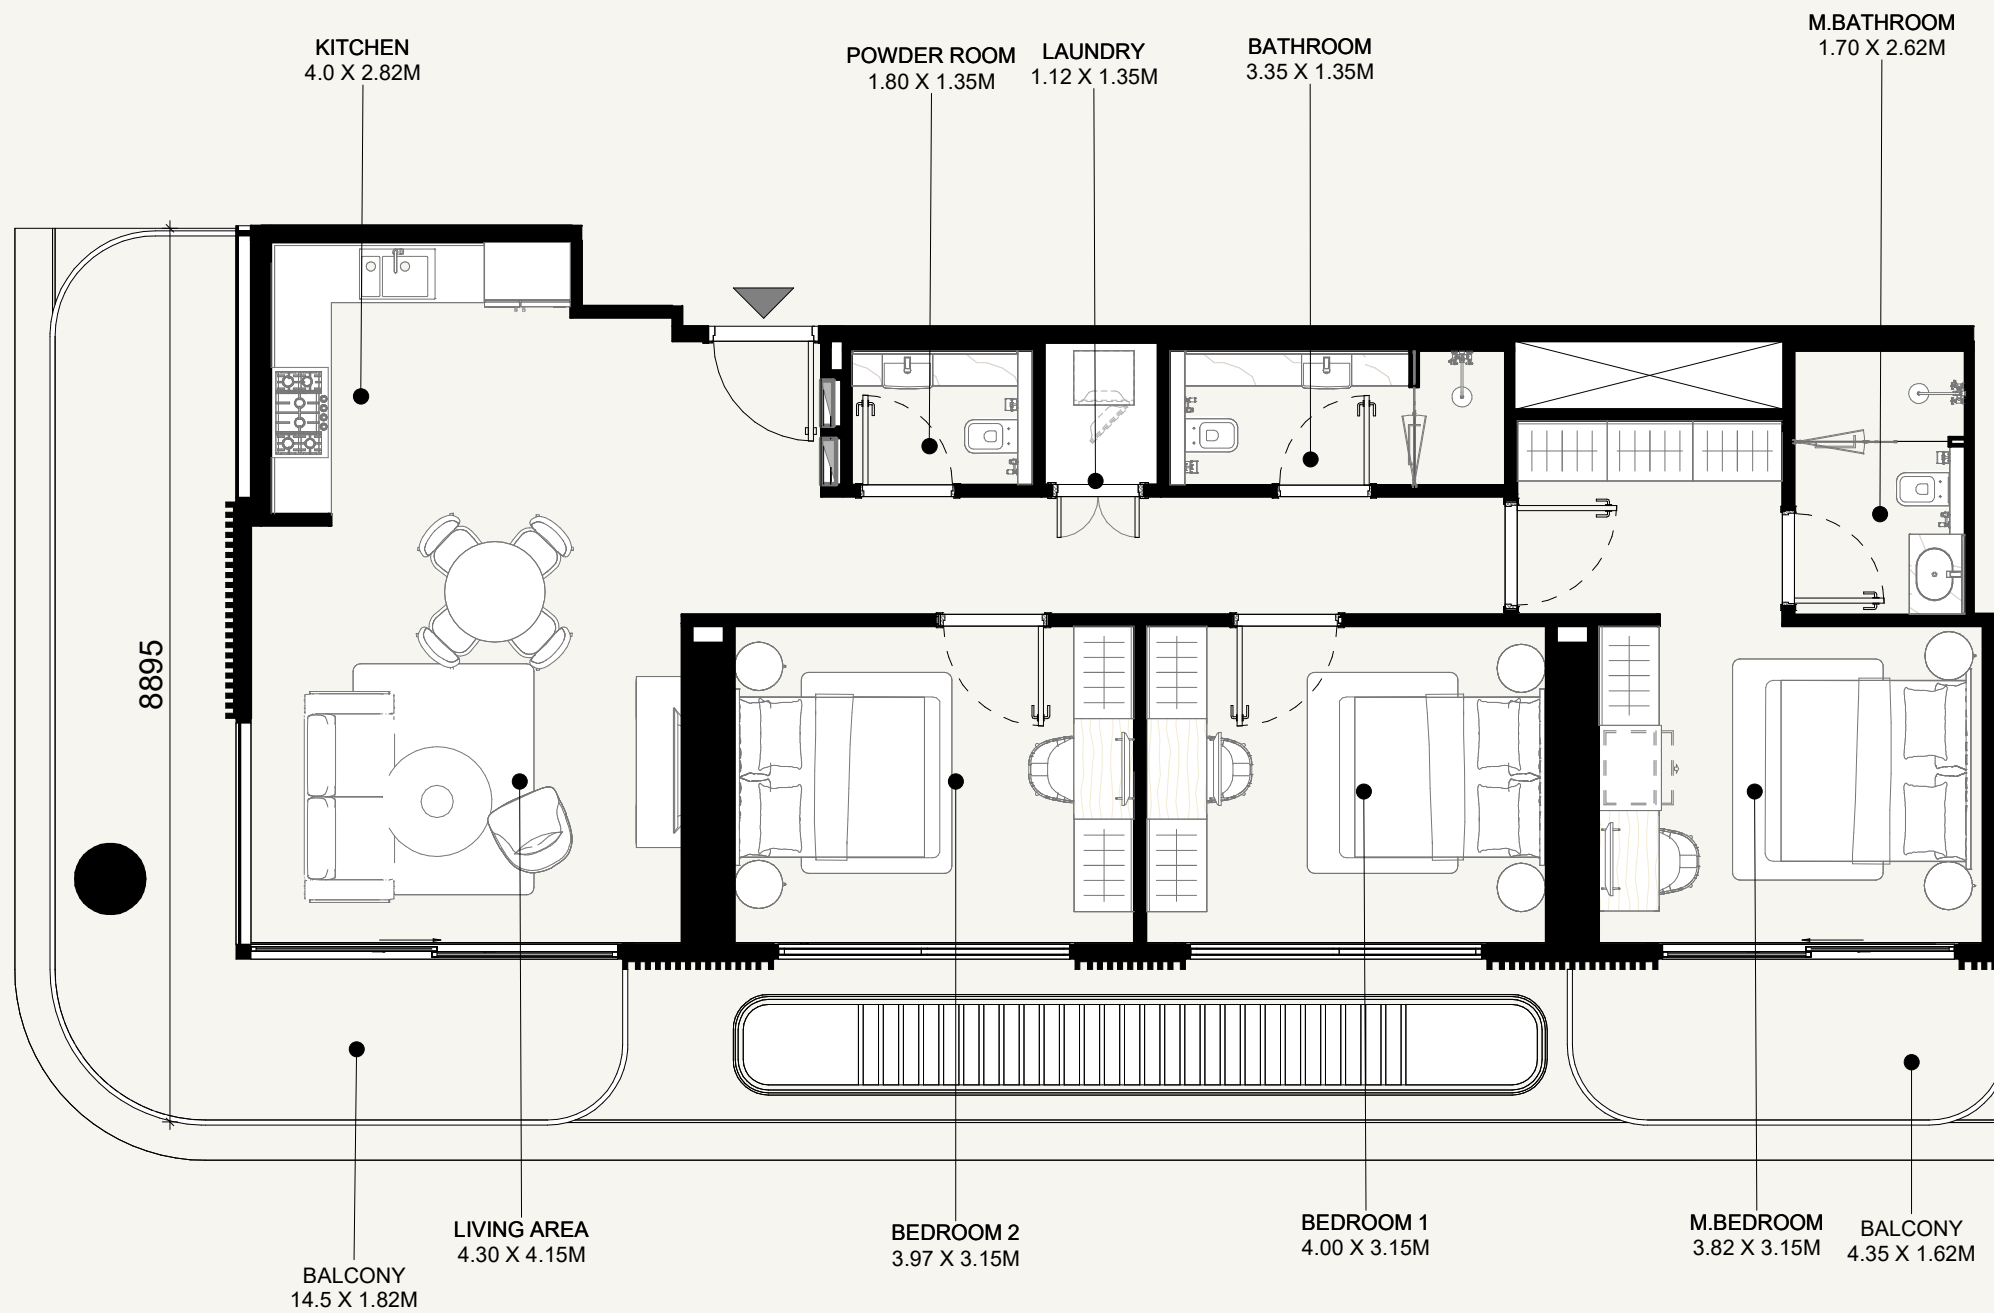 KITCHEN
4.0 X 2.82M
POWDER ROOM
1.80 X 1.35M
LAUNDRY
1.12 X 1.35M
BATHROOM
3.35 X 1.35M
M.BATHROOM
1.70 X 2.62M
8895
LIVING AREA
4.30 X 4.15M
BALCONY
14.5 X 1.82M
BEDROOM 2
3.97 X 3.15M
BEDROOM 1
4.00 X 3.15M
M.BEDROOM
3.82 X 3.15M
BALCONY
4.35 X 1.62M